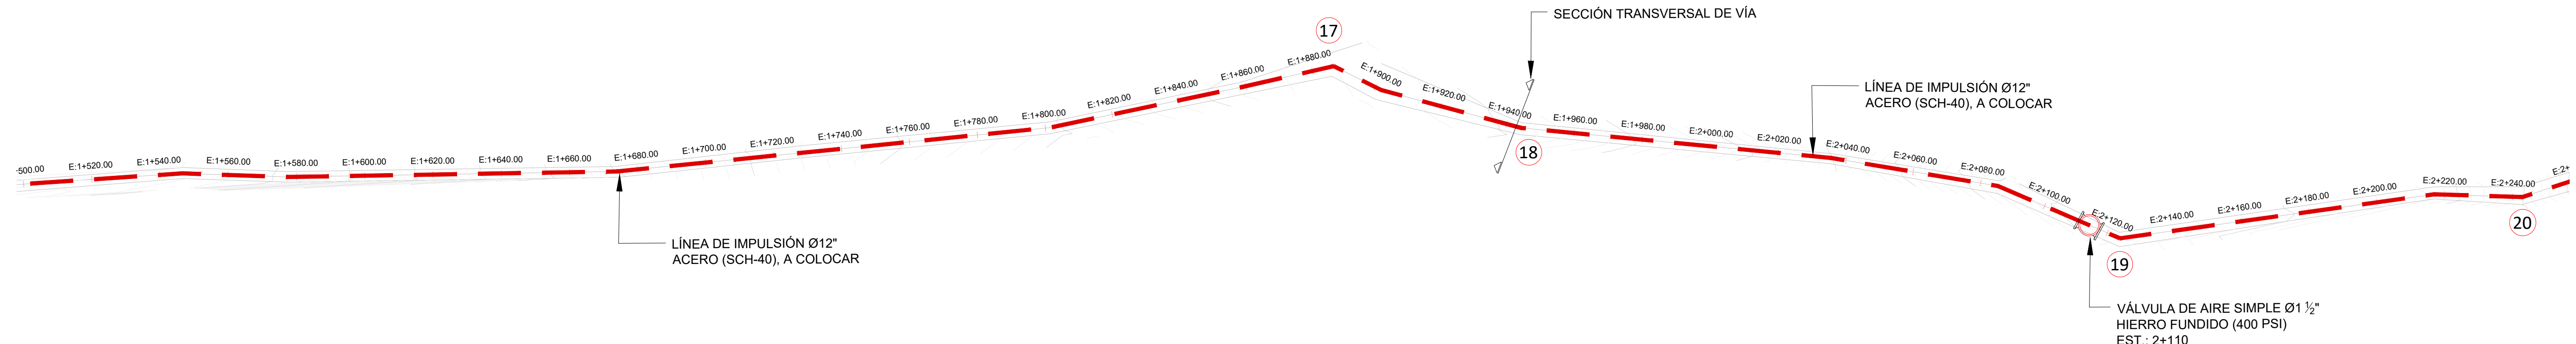 SECCIÓN TRANSVERSAL DE VÍA
17
-500.00
E:1+520.00
E:1+540.00
E:1+560.00
E:1+580.00
E:1+600.00
E:1+620.00
E:1+640.00
E:1+660.00
E:1+680.00
E:1+700.00
E:1+720.00
E:1+740.00
E:1+760.00
E:1+780.00
E:1+800.00
E:1+820.00
E:1+840.00
E:1+860.00
E:1+880.00
E:1+900.00
E:1+920.00
E:1+940.00
E:1+960.00
E:1+980.00
E:2+000.00
E:2+020.00
E:2+040.00
E:2+060.00
E:2+080.00
E:2+100.00
E:2+120.00
E:2+140.00
E:2+160.00
E:2+180.00
E:2+200.00
E:2+220.00
E:2+240.00
E:2+
LÍNEA DE IMPULSIÓN Ø12"
ACERO (SCH-40), A COLOCAR
18
LÍNEA DE IMPULSIÓN Ø12"
ACERO (SCH-40), A COLOCAR
19
20
VÁLVULA DE AIRE SIMPLE Ø1 ½"
HIERRO FUNDIDO (400 PSI)
EST.: 2+110